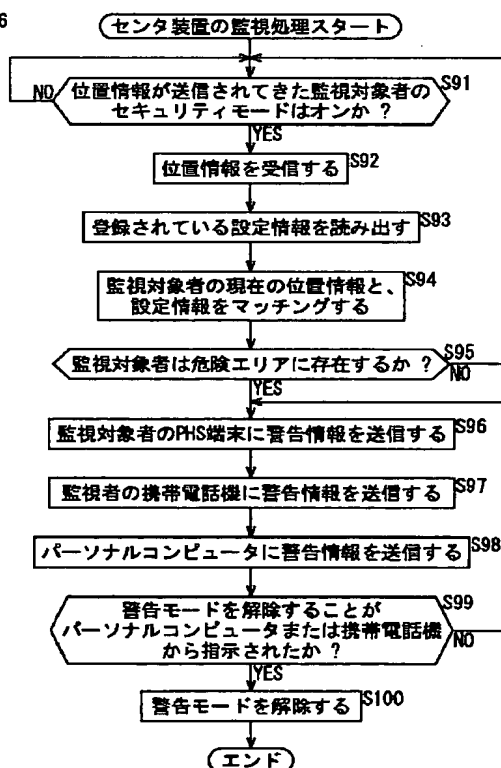 6
センタ装置の監視処理スタート
位置情報が送信されてきた監視対象者の
セキュリティモードはオンか ?
S91
NO
YES
位置情報を受信する
S92
登録されている設定情報を読み出す
S93
監視対象者の現在の位置情報と、
設定情報をマッチングする
S94
監視対象者は危険エリアに存在するか ?
S95
NO
YES
監視対象者のPHS端末に警告情報を送信する
S96
監視者の携帯電話機に警告情報を送信する
S97
パーソナルコンピュータに警告情報を送信する
S98
警告モードを解除することが
パーソナルコンピュータまたは携帯電話機
から指示されたか ?
S99
NO
YES
警告モードを解除する
S100
エンド